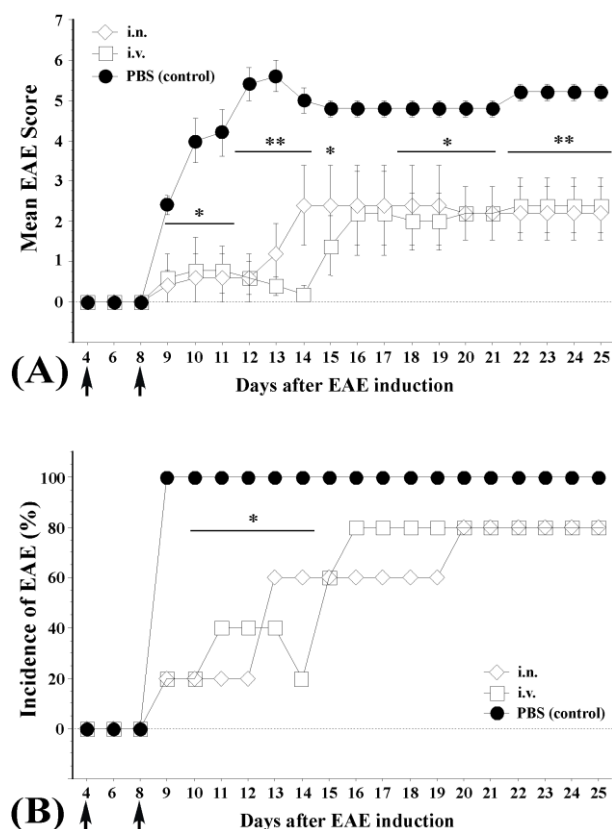 i.n.
i.v.
PBS (control)
Mean EAE Score
7
6
5
4
3
2
1
0
**
*
*
**
*
4 6 8 9 10 11 12 13 14 15 16 17 18 19 20 21 22 23 24 25
(A)
Days after EAE induction
Incidence of EAE (%)
120
100
80
60
40
20
0
*
i.n.
i.v.
PBS (control)
4 6 8 9 10 11 12 13 14 15 16 17 18 19 20 21 22 23 24 25
(B)
Days after EAE induction